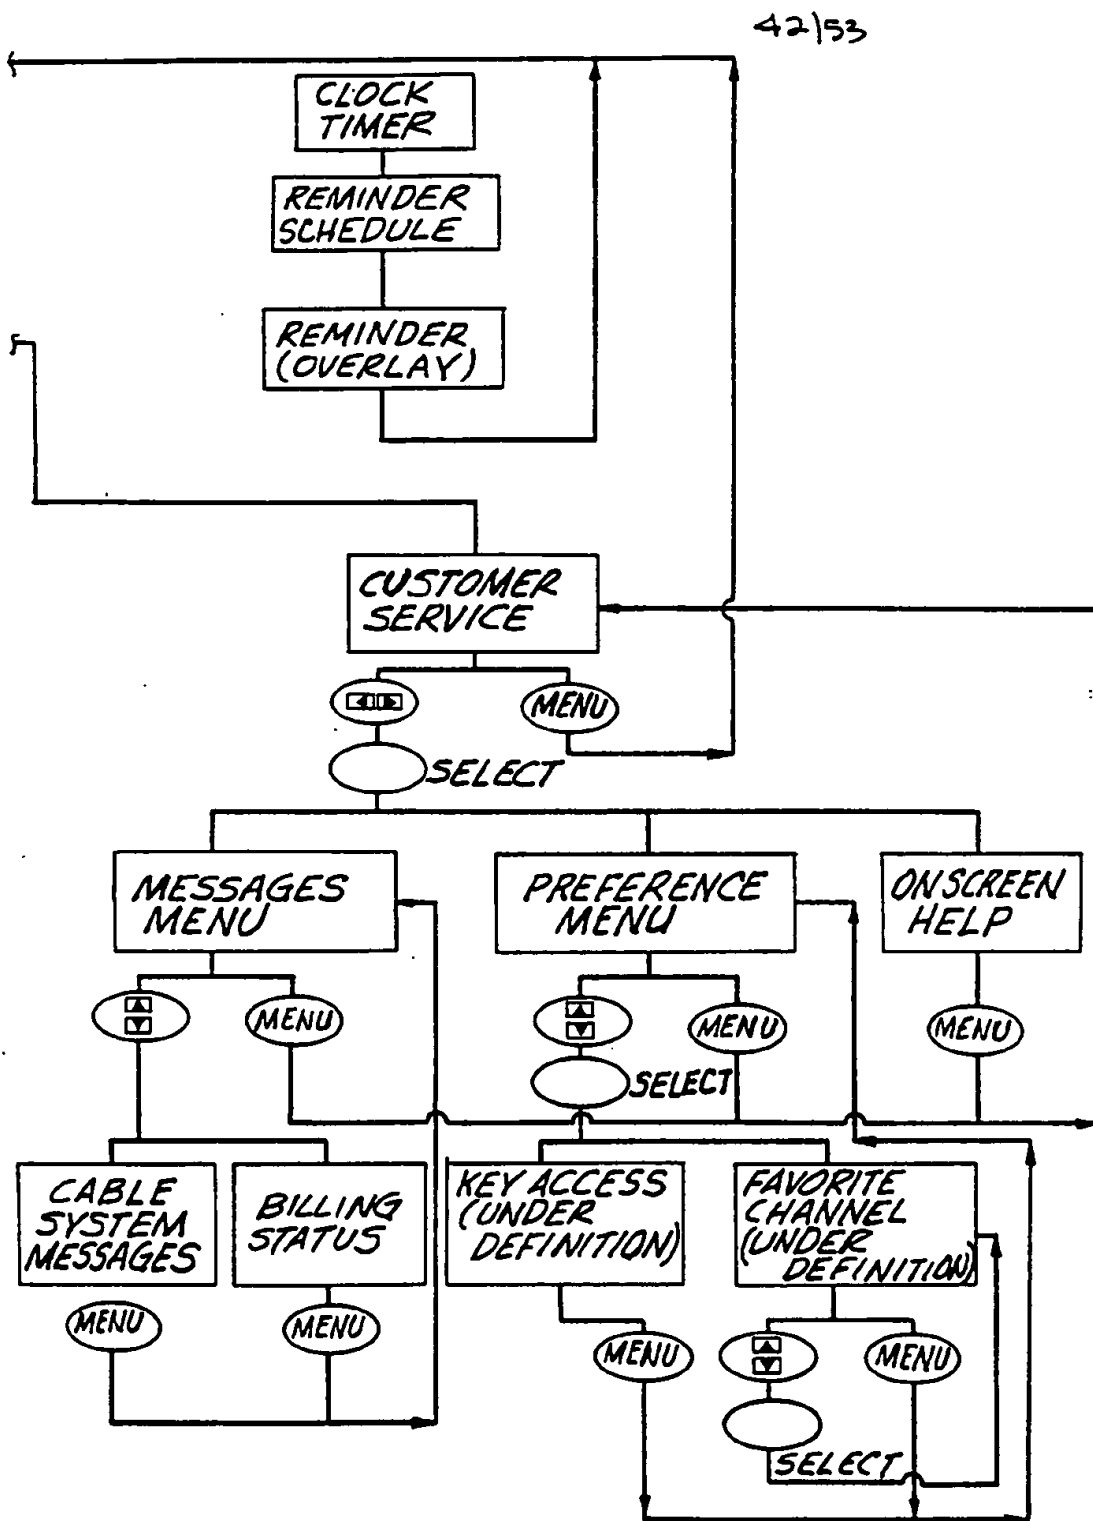 42/53
CLOCK
TIMER
REMINDER
SCHEDULE
REMINDER
(OVERLAY)
CUSTOMER
SERVICE
MENU
SELECT
MESSAGES
MENU
PREFERENCE
MENU
ON SCREEN
HELP
MENU
MENU
MENU
SELECT
CABLE
SYSTEM
MESSAGES
BILLING
STATUS
KEY ACCESS
(UNDER
DEFINITION)
FAVORITE
CHANNEL
(UNDER
DEFINITION)
MENU
MENU
MENU
MENU
SELECT